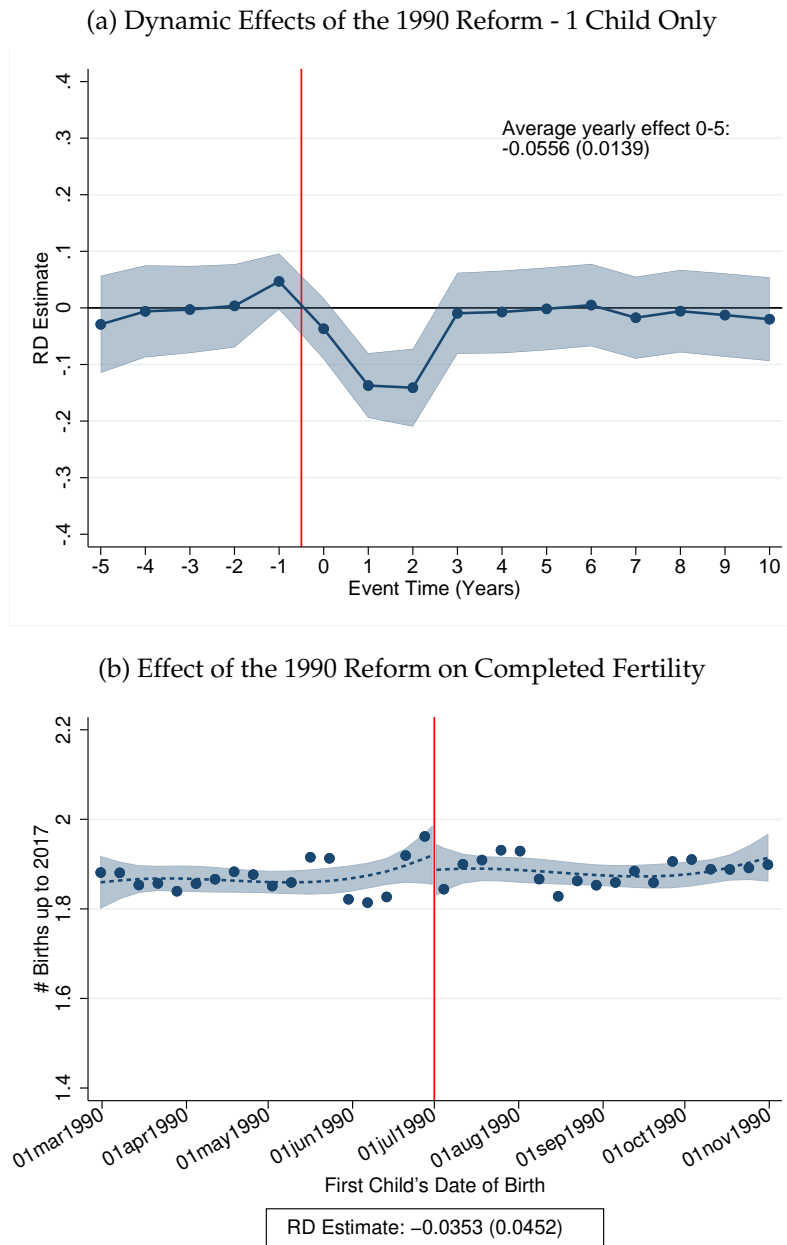 (a) Dynamic Effects of the 1990 Reform - 1 Child Only
.4
.3
.2
.1
0
-.1
-.2
-.3
-.4
RD Estimate
Average yearly effect 0-5:
-0.0556 (0.0139)
-5 -4 -3 -2 -1 0 1 2 3 4 5 6 7 8 9 10
Event Time (Years)
(b) Effect of the 1990 Reform on Completed Fertility
2.2
2
1.8
1.6
1.4
# Births up to 2017
01mar1990 01apr1990 01may1990 01jun1990 01jul1990 01aug1990 01sep1990 01oct1990 01nov1990
First Child's Date of Birth
RD Estimate: −0.0353 (0.0452)